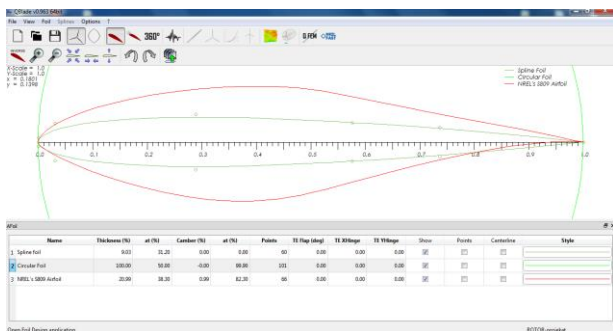 QBlade v0.963 64bit
File View Foil Splines Options ?
360°
Q.FEM
X-Scale = 1.0
Y-Scale = 1.0
x = 0.1801
y = 0.1398
Spline Foil
Circular Foil
NREL's S809 Airfoil
0.0 0.1 0.2 0.3 0.4 0.5 0.6 0.7 0.8 0.9 1.0
AFoil
Name Thickness (%) at (%) Camber (%) at (%) Points TE Flap (deg) TE XHinge TE YHinge Show Points Centerline Style
1 Spline foil 9.03 31.20 0.00 0.00 60 0.00 0.00 0.00
2 Circular Foil 100.00 50.00 -0.00 88.80 101 0.00 0.00 0.00
3 NREL's S809 Airfoil 20.99 38.30 0.99 82.30 66 0.00 0.00 0.00
Open Foil Design application
ROTOR-projekat